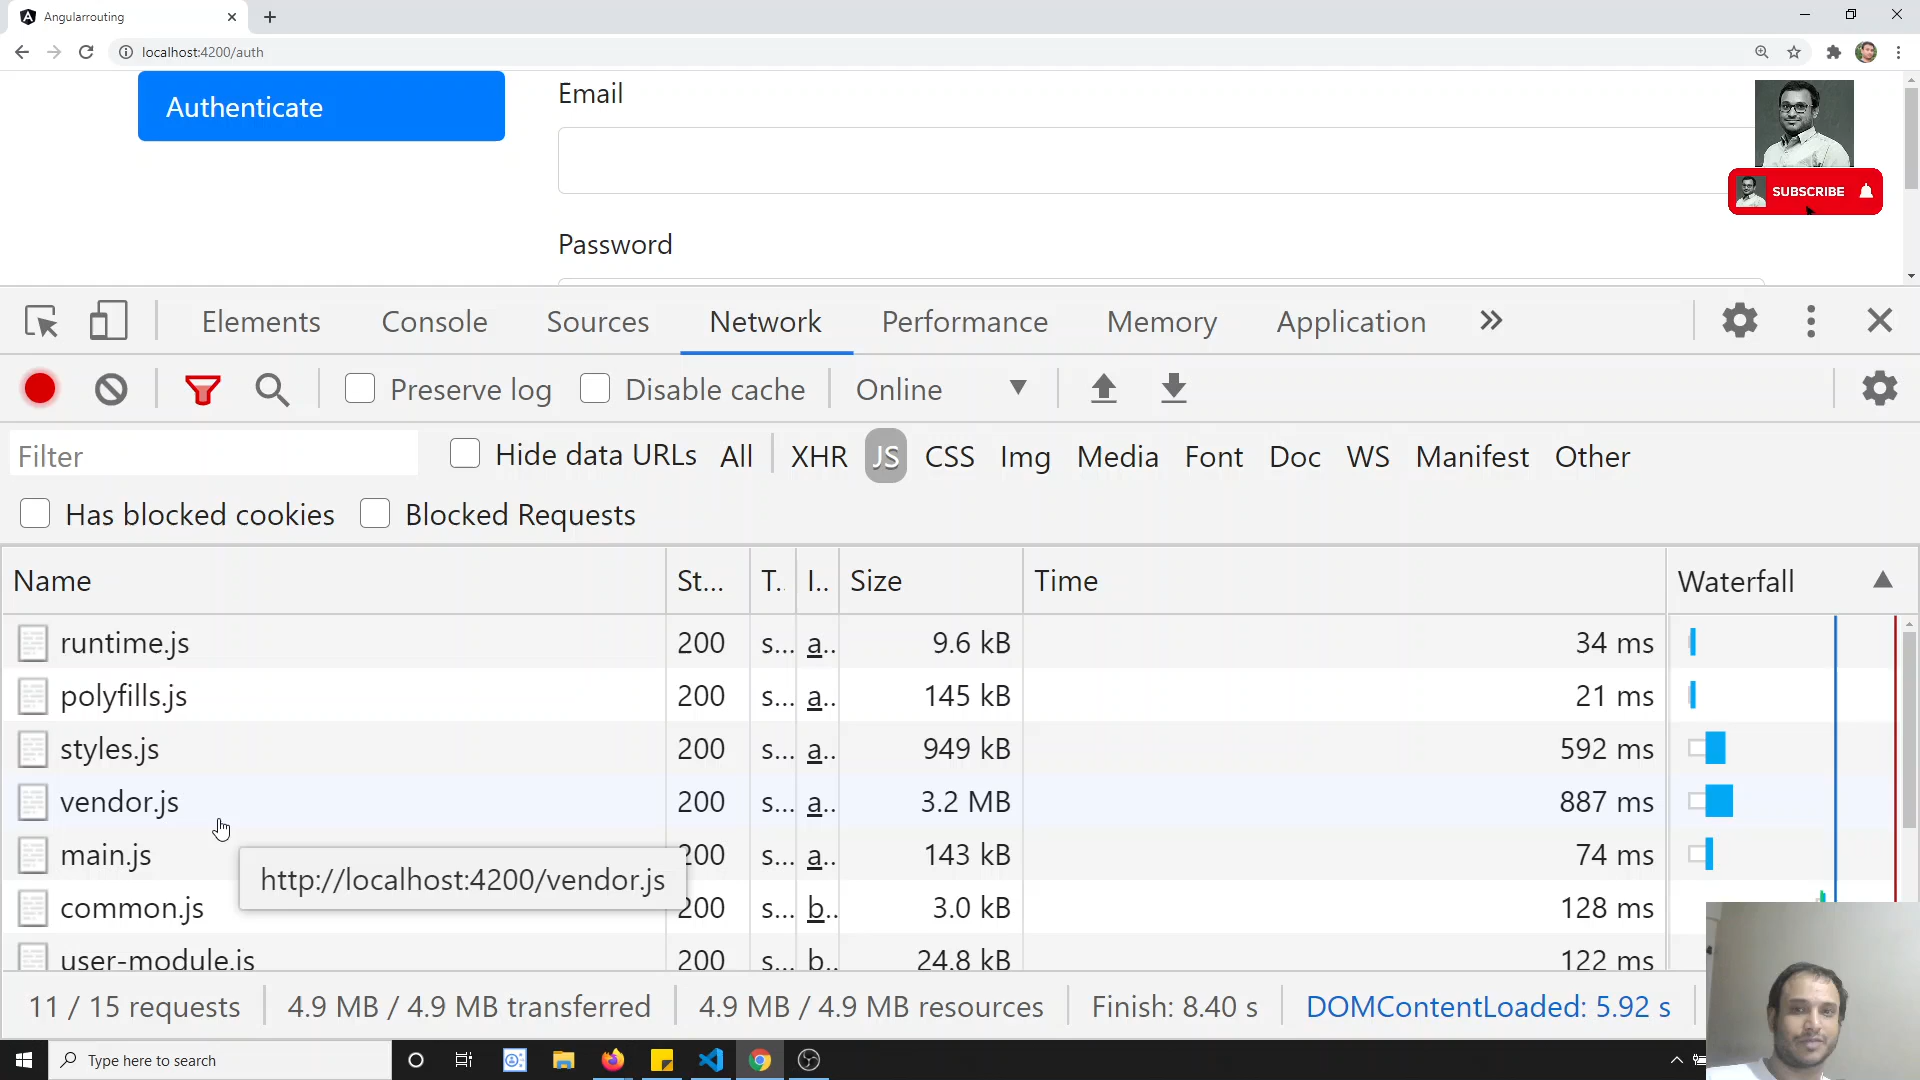 Angularrouting
localhost:4200/auth
Authenticate
Email
SUBSCRIBE
Password
Elements Console Sources Network Performance Memory Application
Preserve log Disable cache Online
Filter Hide data URLs All XHR JS CSS Img Media Font Doc WS Manifest Other
Has blocked cookies Blocked Requests
Name St... T.. I.. Size Time Waterfall
runtime.js 200 s... a.. 9.6 kB 34 ms
polyfills.js 200 s... a.. 145 kB 21 ms
styles.js 200 s... a.. 949 kB 592 ms
vendor.js 200 s... a.. 3.2 MB 887 ms
main.js 200 s... a.. 143 kB 74 ms
http://localhost:4200/vendor.js
common.js 200 s... b.. 3.0 kB 128 ms
user-module.js 200 s... b.. 24.8 kB 122 ms
11 / 15 requests 4.9 MB / 4.9 MB transferred 4.9 MB / 4.9 MB resources Finish: 8.40 s DOMContentLoaded: 5.92 s
Type here to search